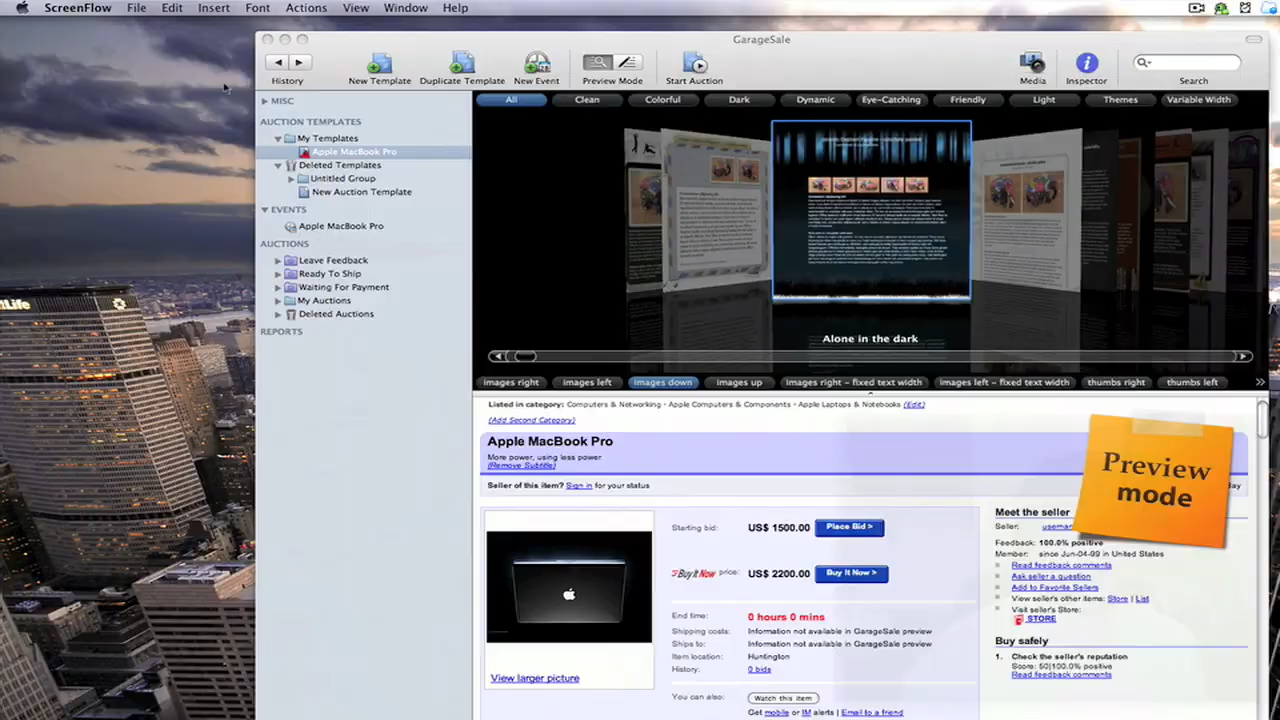 ScreenFlow File Edit Insert Font Actions View Window Help
GarageSale
History New Template Duplicate Template New Event Preview Mode Start Auction Media Inspector Search
MISC
AUCTION TEMPLATES
My Templates
Apple MacBook Pro
Deleted Templates
Untitled Group
New Auction Template
EVENTS
Apple MacBook Pro
AUCTIONS
Leave Feedback
Ready To Ship
Waiting For Payment
My Auctions
Deleted Auctions
REPORTS
All Clean Colorful Dark Dynamic Eye-Catching Friendly Light Themes Variable Width
Alone in the dark
images right images left images down images up images right – fixed text width images left – fixed text width thumbs right thumbs left
Listed in category: Computers & Networking - Apple Computers & Components - Apple Laptops & Notebooks (Edit)
(Add Second Category)
Apple MacBook Pro
More power, using less power
(Remove Subtitle)
Seller of this item? Sign in for your status
Preview
mode
View larger picture
Starting bid: US$ 1500.00 Place Bid >
Buy It Now price: US$ 2200.00 Buy It Now >
End time: 0 hours 0 mins
Shipping costs: Information not available in GarageSale preview
Ships to: Information not available in GarageSale preview
Item location: Huntington
History: 0 bids
You can also: Watch this item
Get mobile or IM alerts | Email to a friend
Meet the seller
Seller:
Feedback: 100.0% positive
Member: since Jun-04-99 in United States
Read feedback comments
Ask seller a question
Add to Favorite Sellers
View seller's other items: Store | List
Visit seller's Store:
STORE
Buy safely
1. Check the seller's reputation
Score: 50|100.0% positive
Read feedback comments